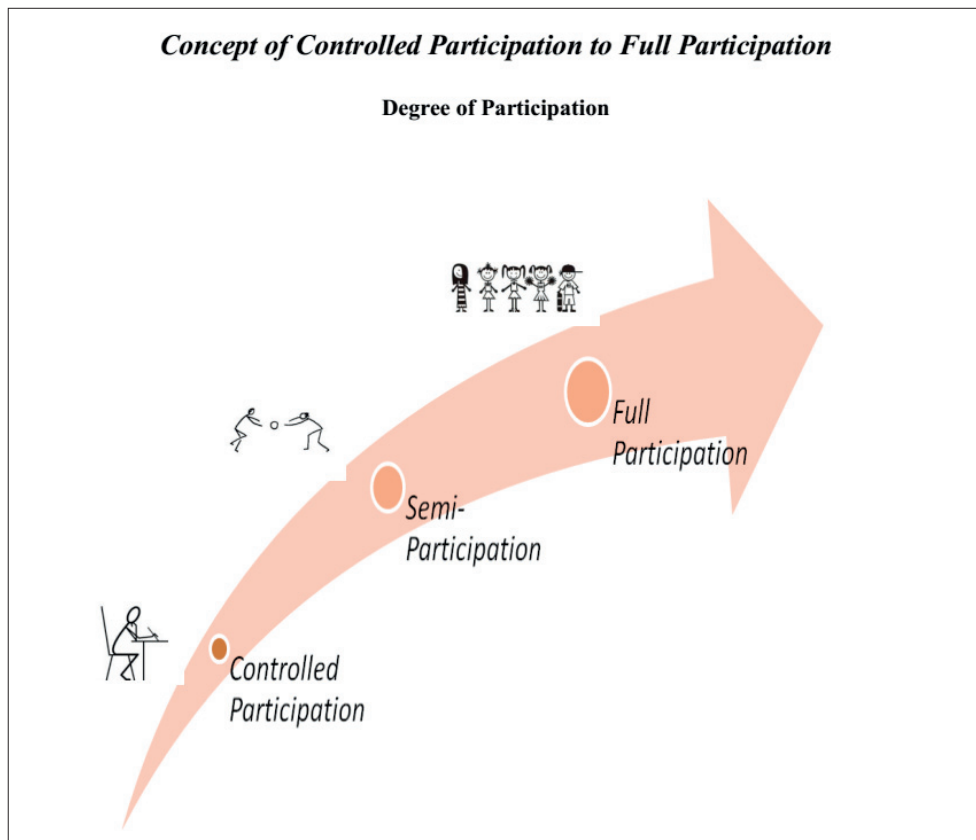 Concept of Controlled Participation to Full Participation
Degree of Participation
Full
Participation
Semi-
Participation
Controlled
Participation